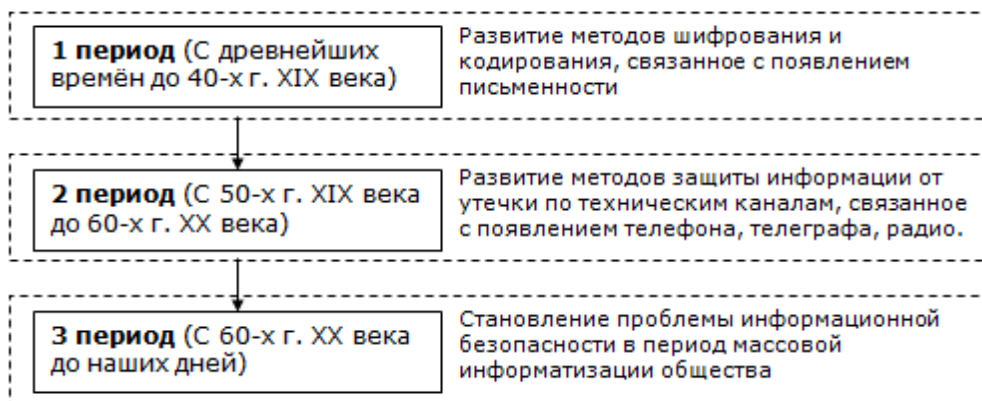 1 период (С древнейших
времён до 40-х г. XIX века)
Развитие методов шифрования и
кодирования, связанное с появлением
письменности
2 период (С 50-х г. XIX века
до 60-х г. XX века)
Развитие методов защиты информации от
утечки по техническим каналам, связанное
с появлением телефона, телеграфа, радио.
3 период (С 60-х г. XX века
до наших дней)
Становление проблемы информационной
безопасности в период массовой
информатизации общества